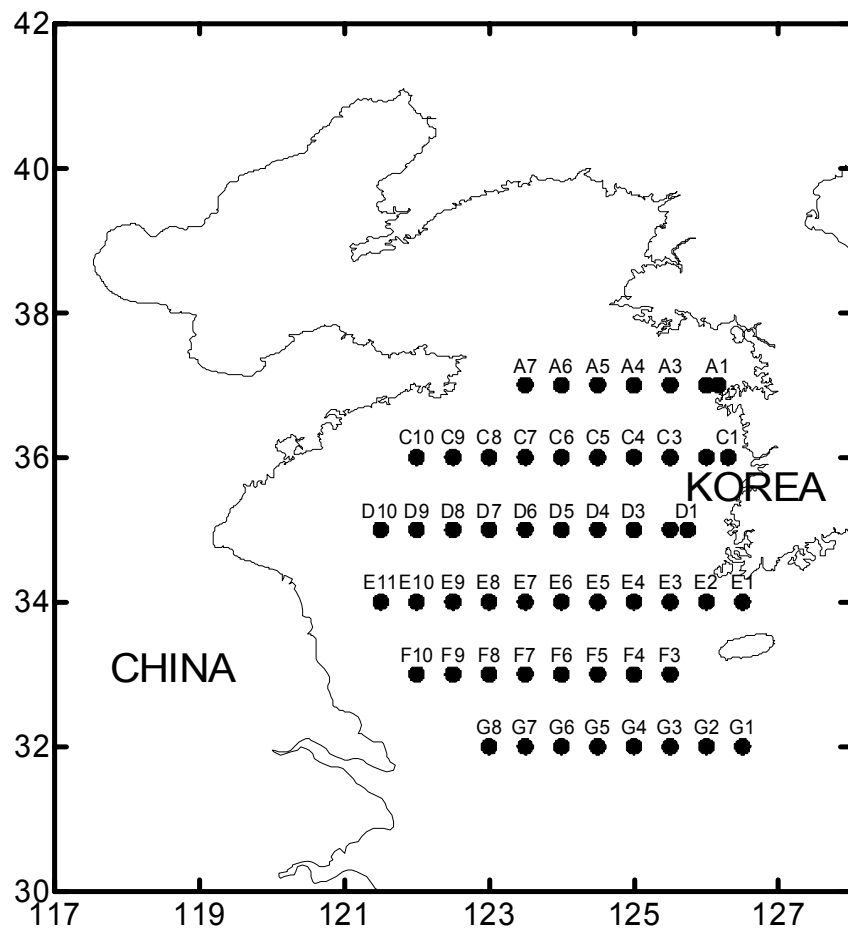 42
40
38
A7 A6 A5 A4 A3 A1
36
C10 C9 C8 C7 C6 C5 C4 C3 C1
KOREA
D10 D9 D8 D7 D6 D5 D4 D3 D1
34
E11 E10 E9 E8 E7 E6 E5 E4 E3 E2 E1
CHINA
F10 F9 F8 F7 F6 F5 F4 F3
32
G8 G7 G6 G5 G4 G3 G2 G1
30
117 119 121 123 125 127